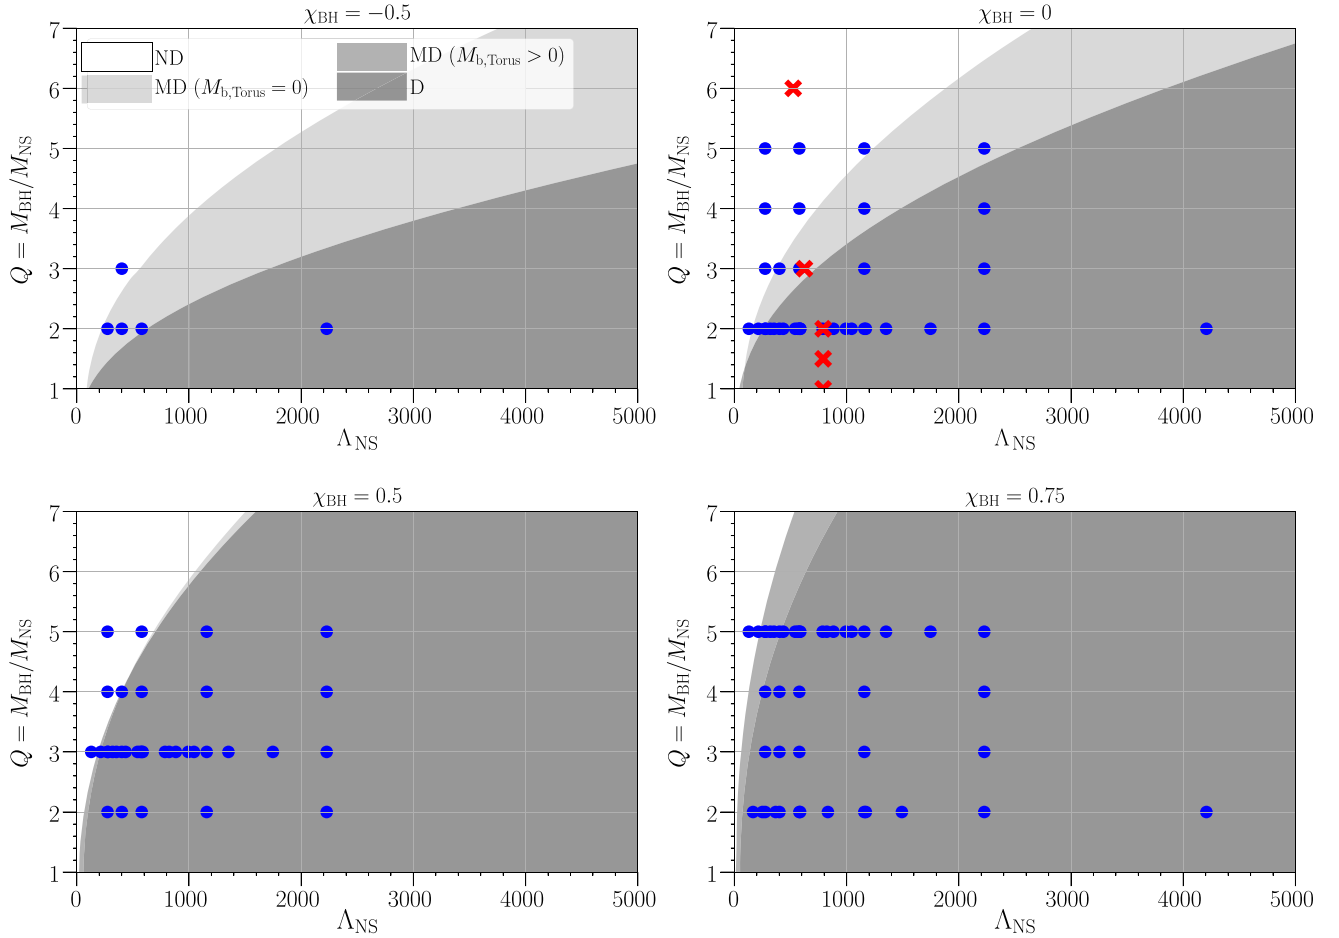 χBH = −0.5
7
6
5
4
3
2
1
Q = MBH/MNS
ND
MD (Mb,Torus = 0)
MD (Mb,Torus > 0)
D
0 1000 2000 3000 4000 5000
ΛNS
χBH = 0
7
6
5
4
3
2
1
Q = MBH/MNS
0 1000 2000 3000 4000 5000
ΛNS
χBH = 0.5
7
6
5
4
3
2
1
Q = MBH/MNS
0 1000 2000 3000 4000 5000
ΛNS
χBH = 0.75
7
6
5
4
3
2
1
Q = MBH/MNS
0 1000 2000 3000 4000 5000
ΛNS